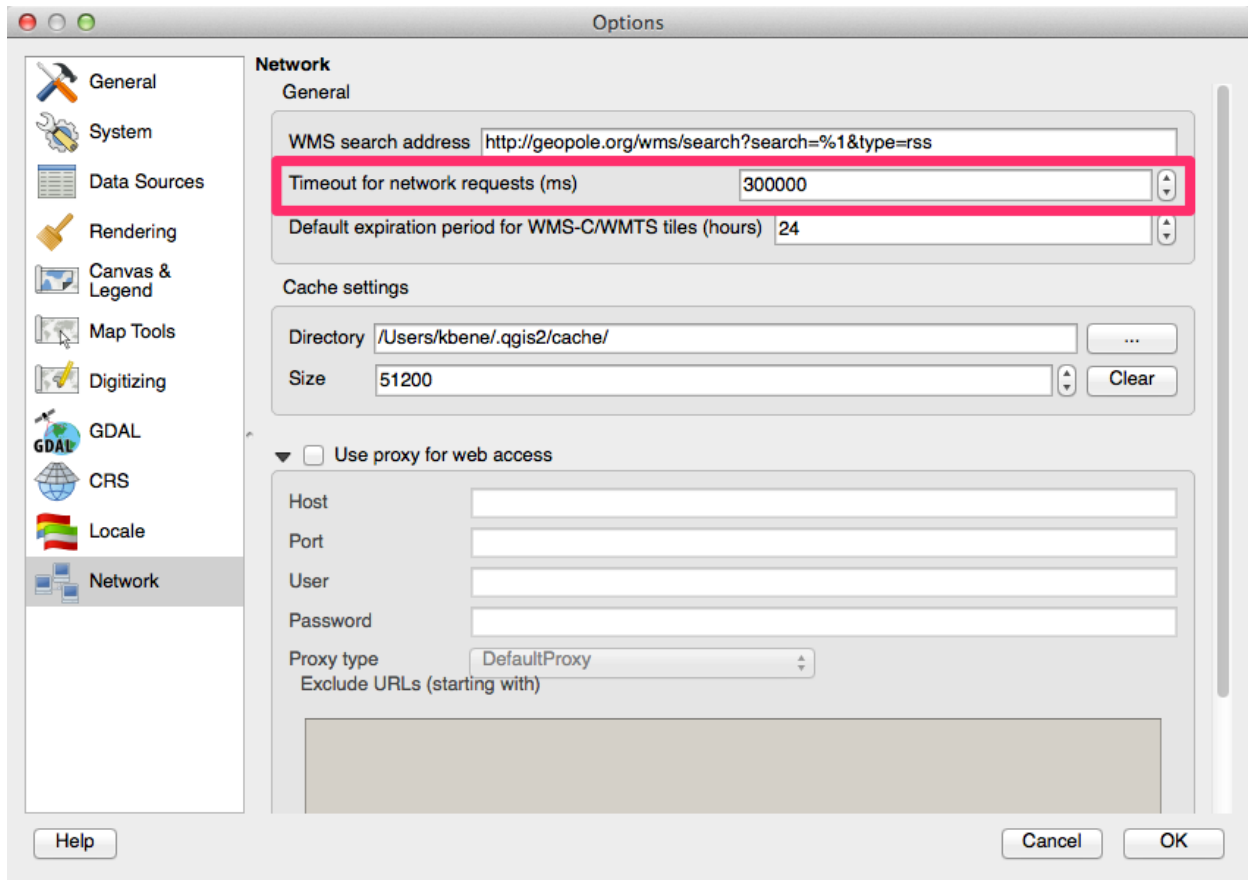 Options
General
System
Data Sources
Rendering
Canvas &
Legend
Map Tools
Digitizing
GDAL
GDAL
CRS
Locale
Network
Network
General
WMS search address http://geopole.org/wms/search?search=%1&type=rss
Timeout for network requests (ms) 300000
Default expiration period for WMS-C/WMTS tiles (hours) 24
Cache settings
Directory /Users/kbene/.qgis2/cache/ ...
Size 51200 Clear
Use proxy for web access
Host
Port
User
Password
Proxy type DefaultProxy
Exclude URLs (starting with)
Help Cancel OK